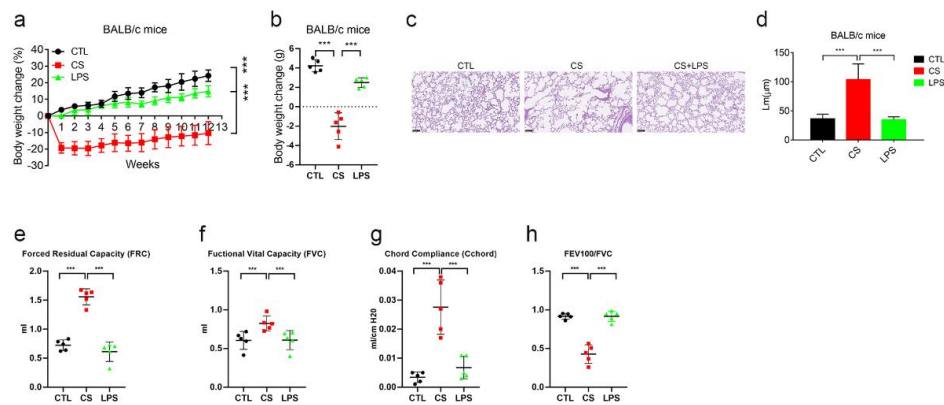 a
BALB/c mice
CTL
CS
LPS
***
***
Body weight change (%)
40
30
20
10
0
-10
-20
-30
1 2 3 4 5 6 7 8 9 10 11 12 13
Weeks
b
BALB/c mice
*** ***
Body weight change (g)
6
4
2
0
-2
-4
-6
CTL CS LPS
c
CTL CS CS+LPS
d
BALB/c mice
*** ***
CTL
CS
LPS
Lm(μm)
150
100
50
0
CTL CS LPS
e
Forced Residual Capacity (FRC)
*** ***
ml
2.0
1.5
1.0
0.5
0.0
CTL CS LPS
f
Fuctional Vital Capacity (FVC)
*** ***
ml
1.5
1.0
0.5
0.0
CTL CS LPS
g
Chord Compliance (Cchord)
*** ***
ml/cm H20
0.04
0.03
0.02
0.01
0.00
CTL CS LPS
h
FEV100/FVC
*** ***
1.5
1.0
0.5
0.0
CTL CS LPS